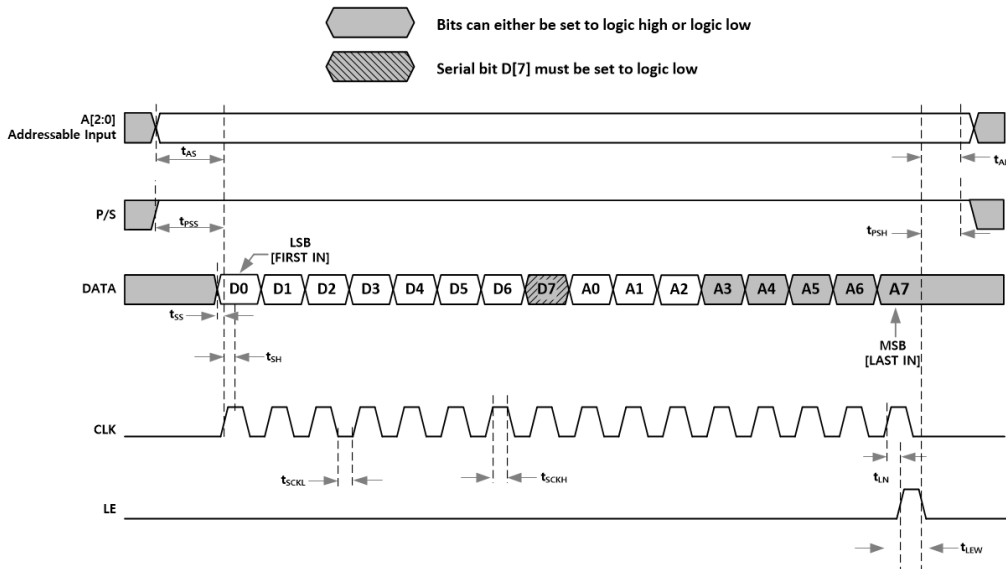 Bits can either be set to logic high or logic low
Serial bit D[7] must be set to logic low
A[2:0]
Addressable Input
tAS
P/S
tPSS
tPSH
LSB
[FIRST IN]
DATA
D0 D1 D2 D3 D4 D5 D6 D7 A0 A1 A2 A3 A4 A5 A6 A7
tSS
tSH
MSB
[LAST IN]
CLK
tSCKL
tSCKH
tLN
LE
tLEW